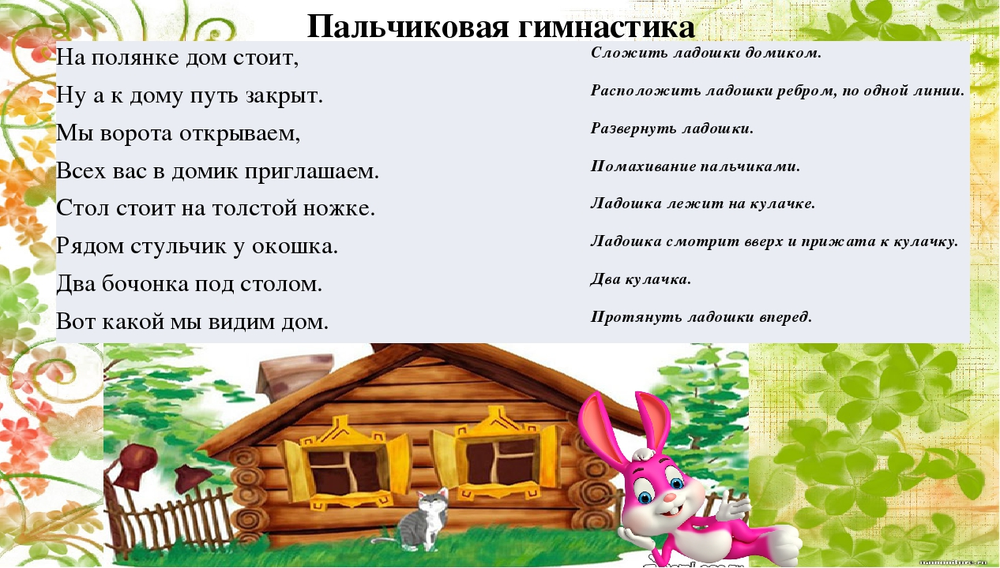 Пальчиковая гимнастика
На полянке дом стоит,
Сложить ладошки домиком.
Ну а к дому путь закрыт.
Расположить ладошки ребром, по одной линии.
Мы ворота открываем,
Развернуть ладошки.
Всех вас в домик приглашаем.
Помахивание пальчиками.
Стол стоит на толстой ножке.
Ладошка лежит на кулачке.
Рядом стульчик у окошка.
Ладошка смотрит вверх и прижата к кулачку.
Два бочонка под столом.
Два кулачка.
Вот какой мы видим дом.
Протянуть ладошки вперед.